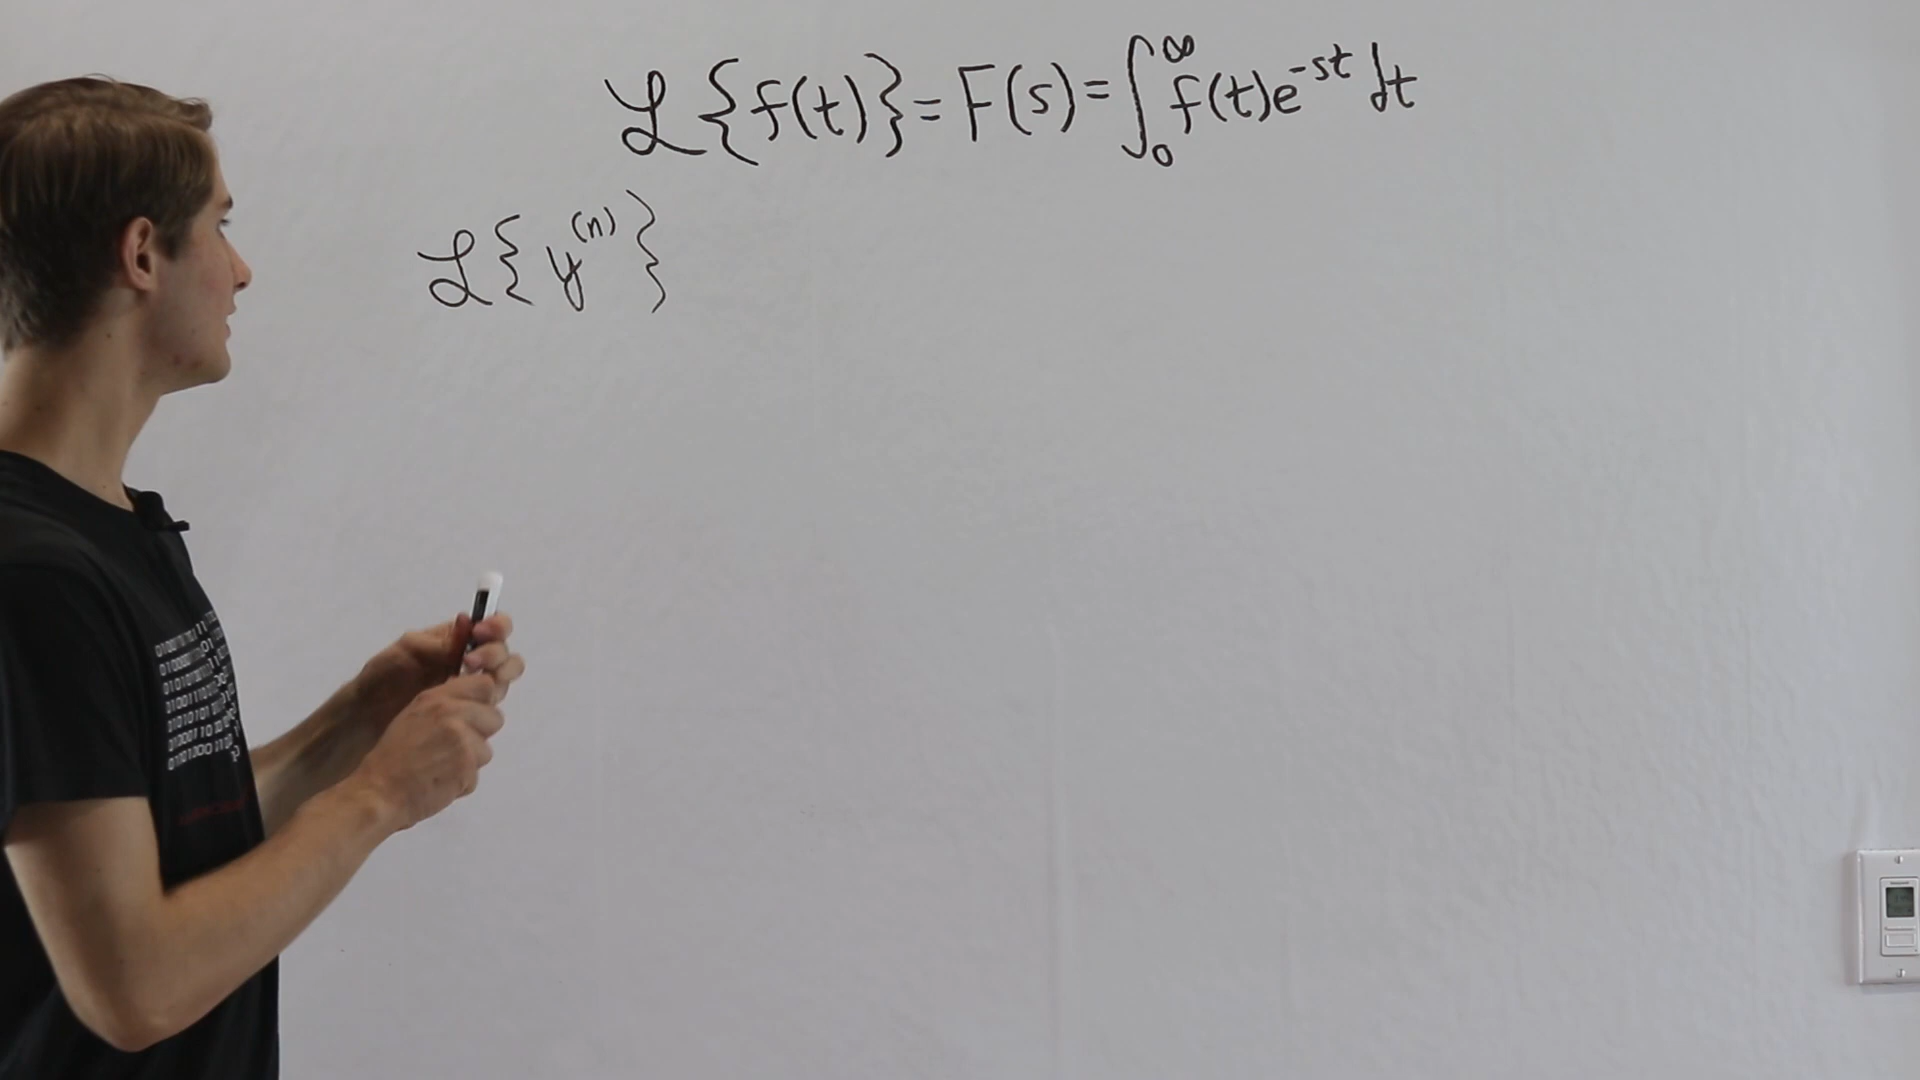 ℒ{f(t)} = F(s) = ∫₀^∞ f(t)e^{-st} dt
ℒ{y^{(n)}}